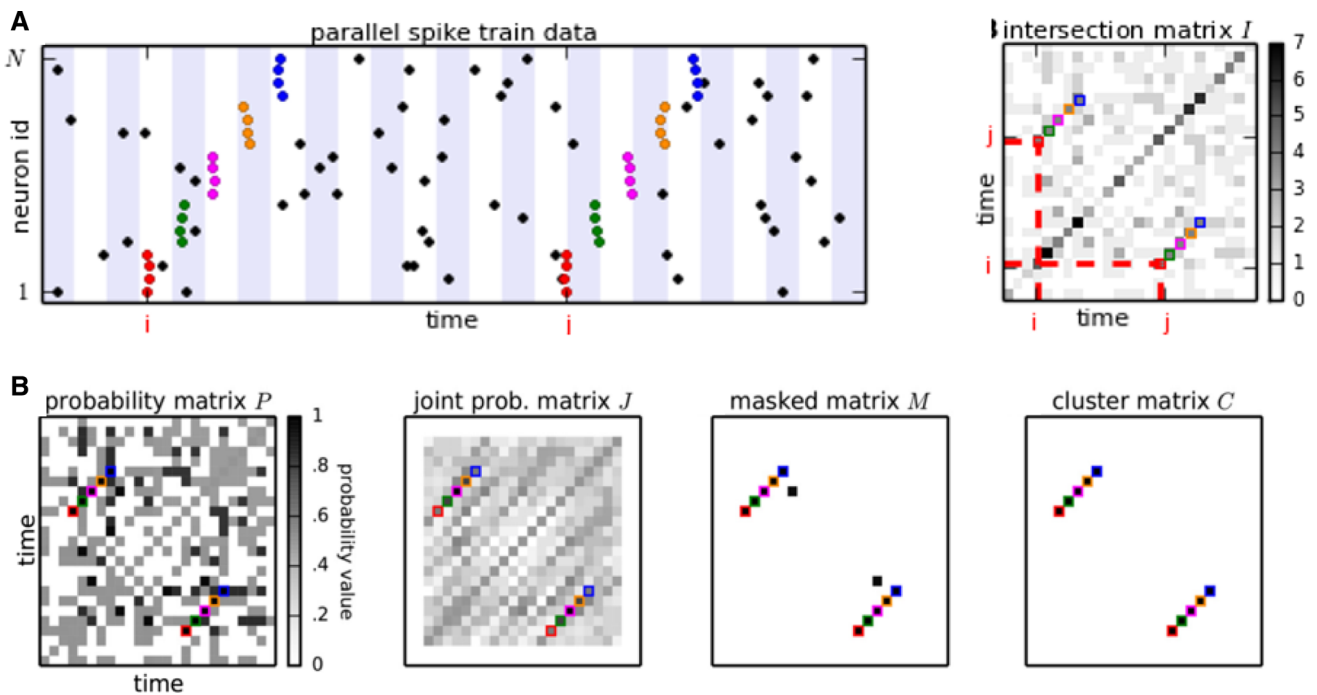 A
parallel spike train data
N
neuron id
1
i
time
j
intersection matrix I
7
6
5
4
3
2
1
0
time
j
i
i
time
j
B
probability matrix P
1
.8
.6
.4
.2
0
probability value
time
time
joint prob. matrix J
masked matrix M
cluster matrix C